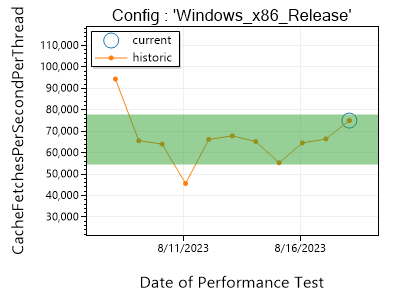 Config : 'Windows_x86_Release'
current
historic
CacheFetchesPerSecondPerThread
110,000
100,000
90,000
80,000
70,000
60,000
50,000
40,000
30,000
8/11/2023
8/16/2023
Date of Performance Test